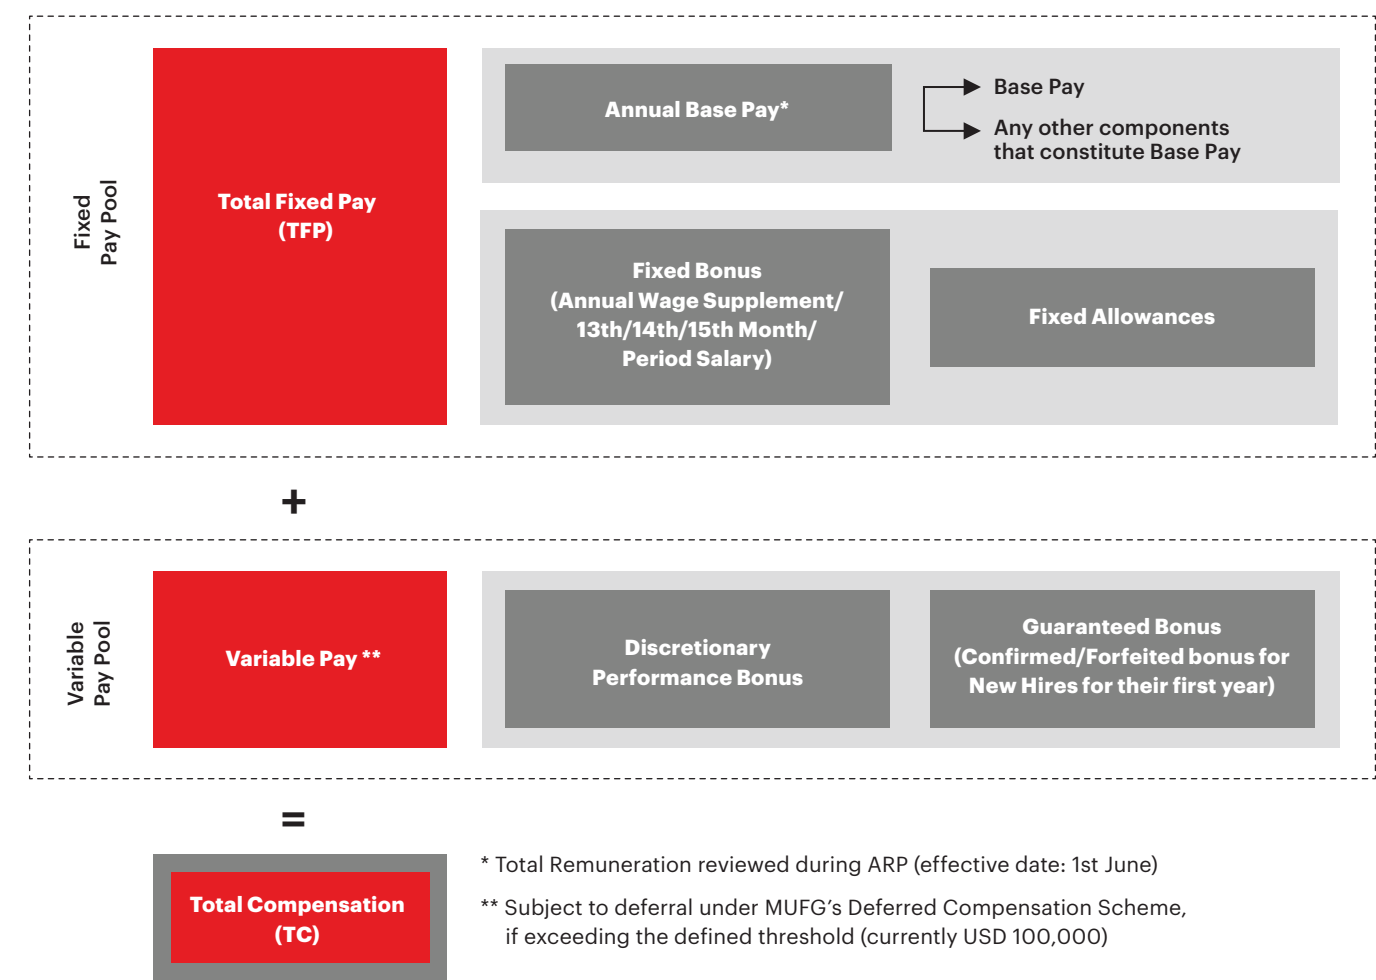 Fixed
Pay Pool
Total Fixed Pay
(TFP)
Annual Base Pay*
Base Pay
Any other components
that constitute Base Pay
Fixed Bonus
(Annual Wage Supplement/
13th/14th/15th Month/
Period Salary)
Fixed Allowances
+
Variable
Pay Pool
Variable Pay **
Discretionary
Performance Bonus
Guaranteed Bonus
(Confirmed/Forfeited bonus for
New Hires for their first year)
=
Total Compensation
(TC)
* Total Remuneration reviewed during ARP (effective date: 1st June)
** Subject to deferral under MUFG's Deferred Compensation Scheme,
if exceeding the defined threshold (currently USD 100,000)